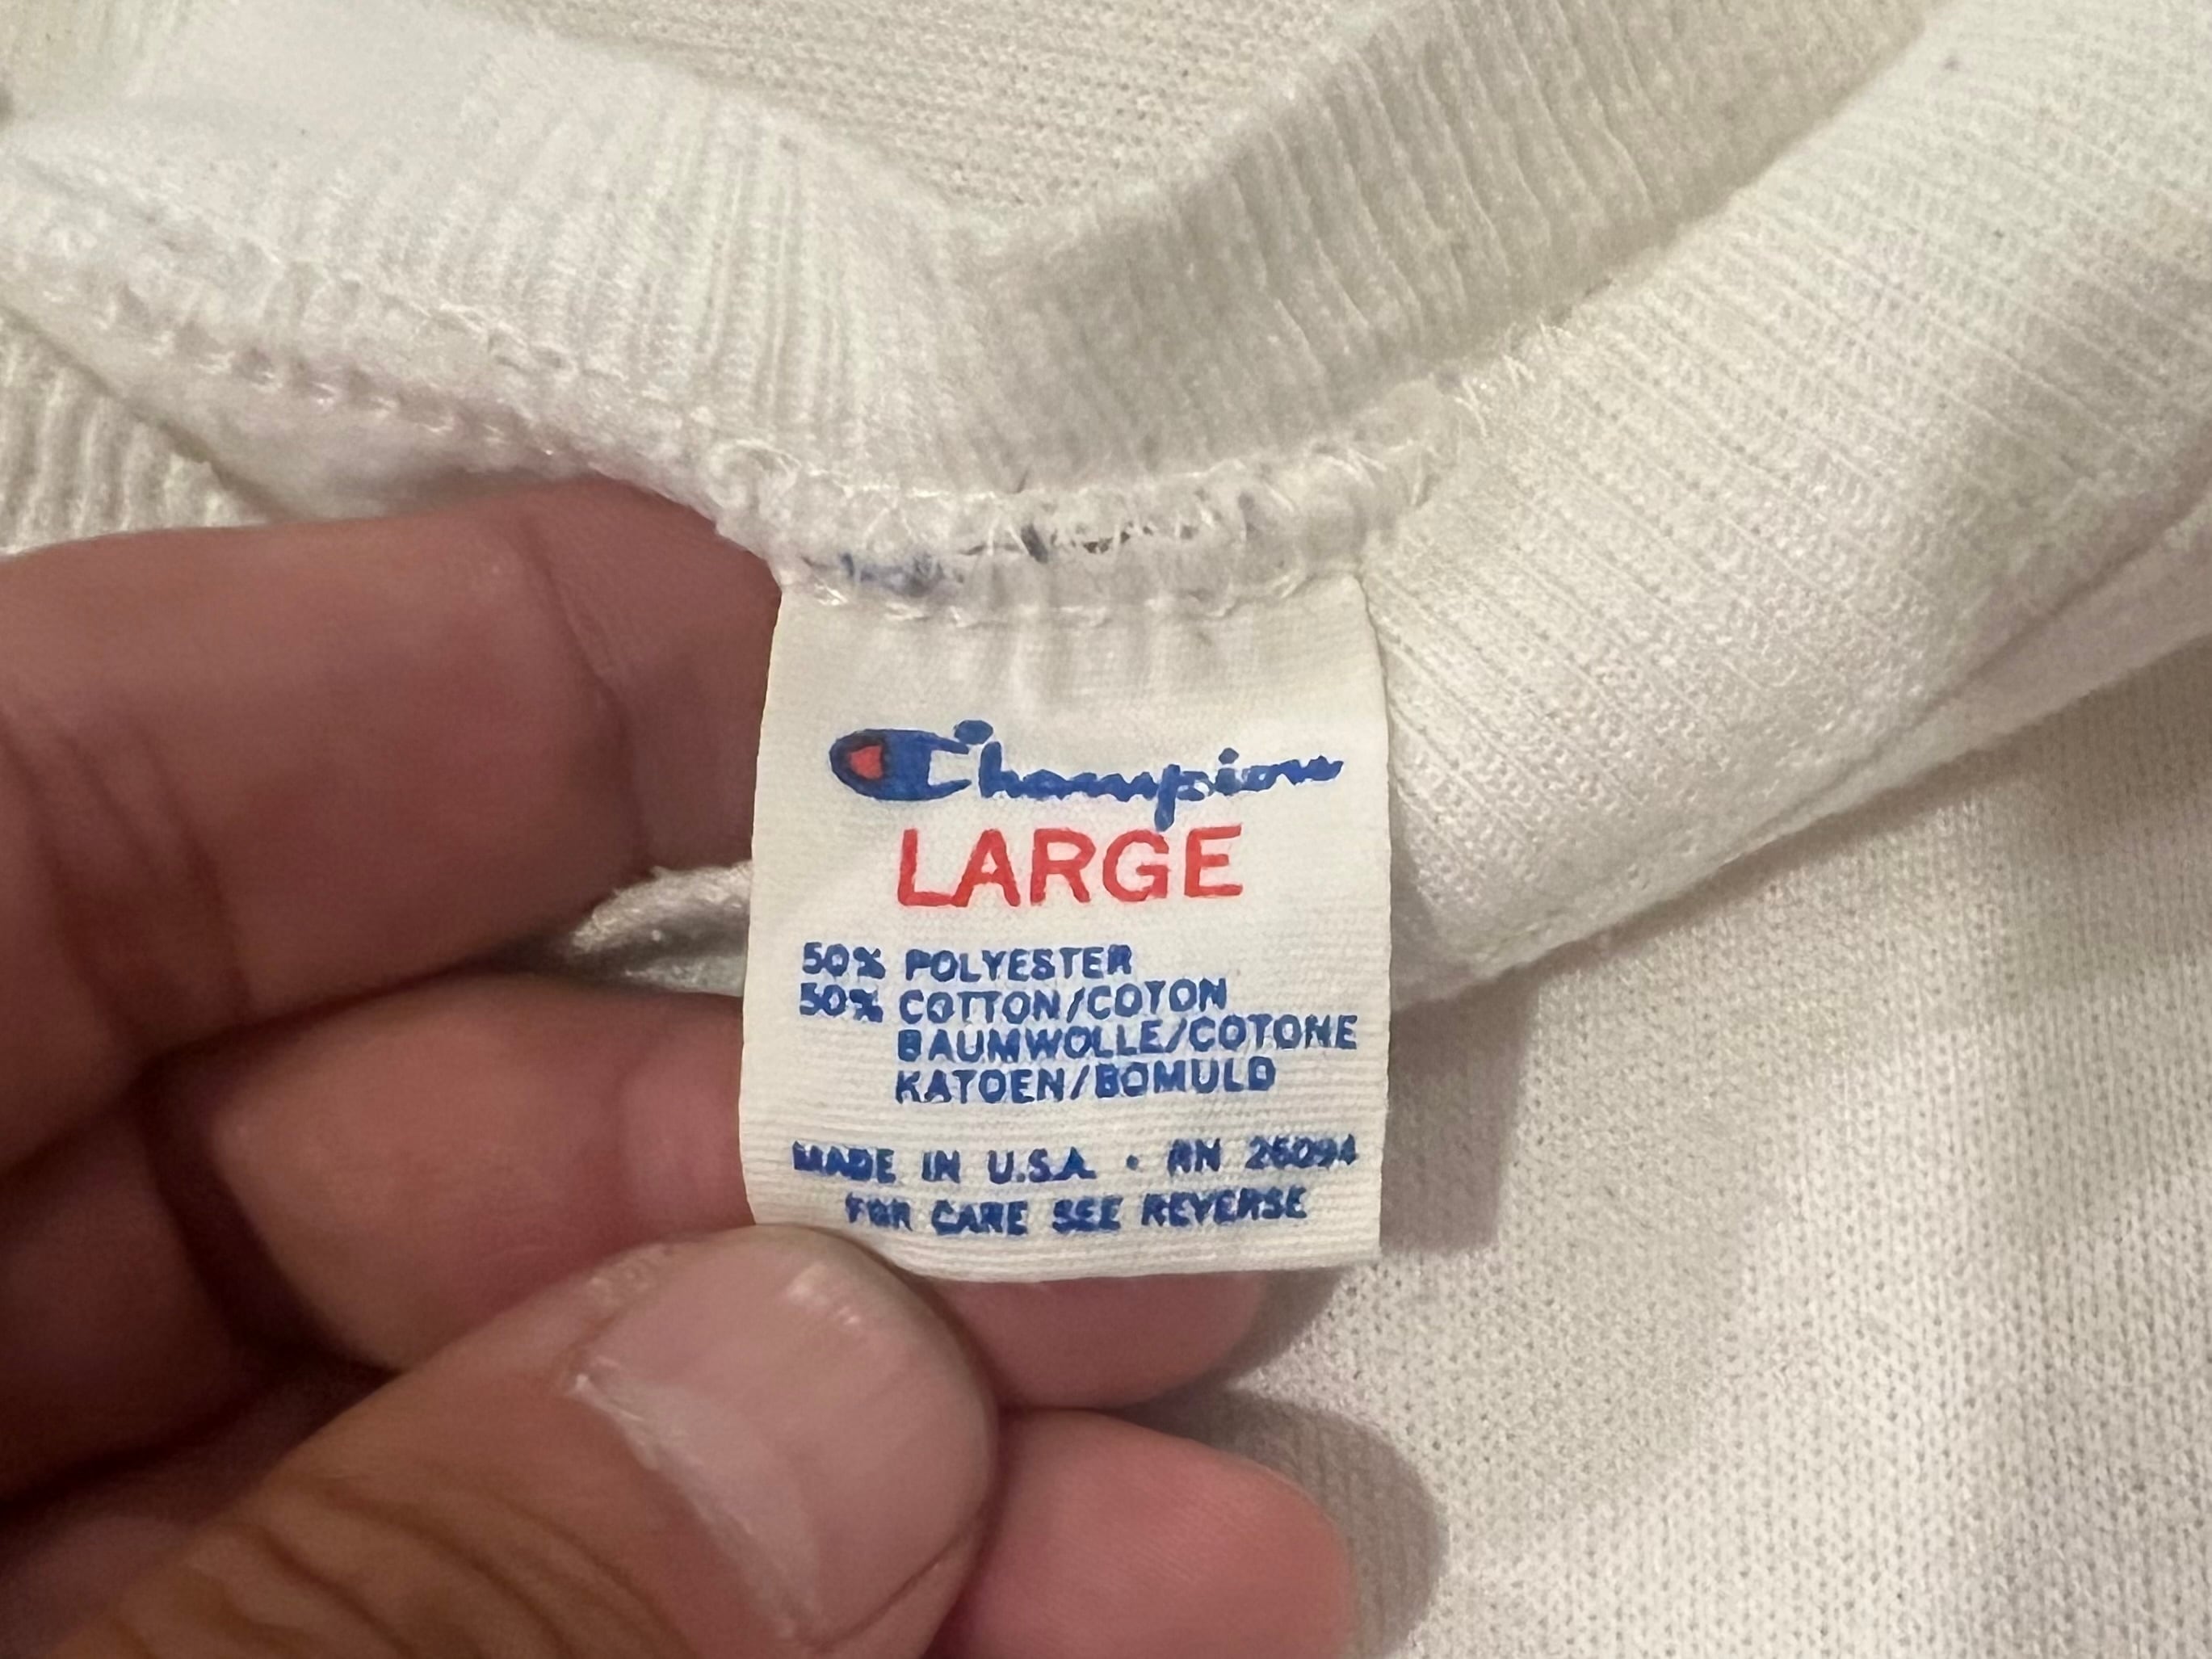 Champion
LARGE
50% POLYESTER
50% COTTON/COTON
BAUMWOLLE/COTONE
KATOEN/BOMULD
MADE IN U.S.A. • RN 26094
FOR CARE SEE REVERSE